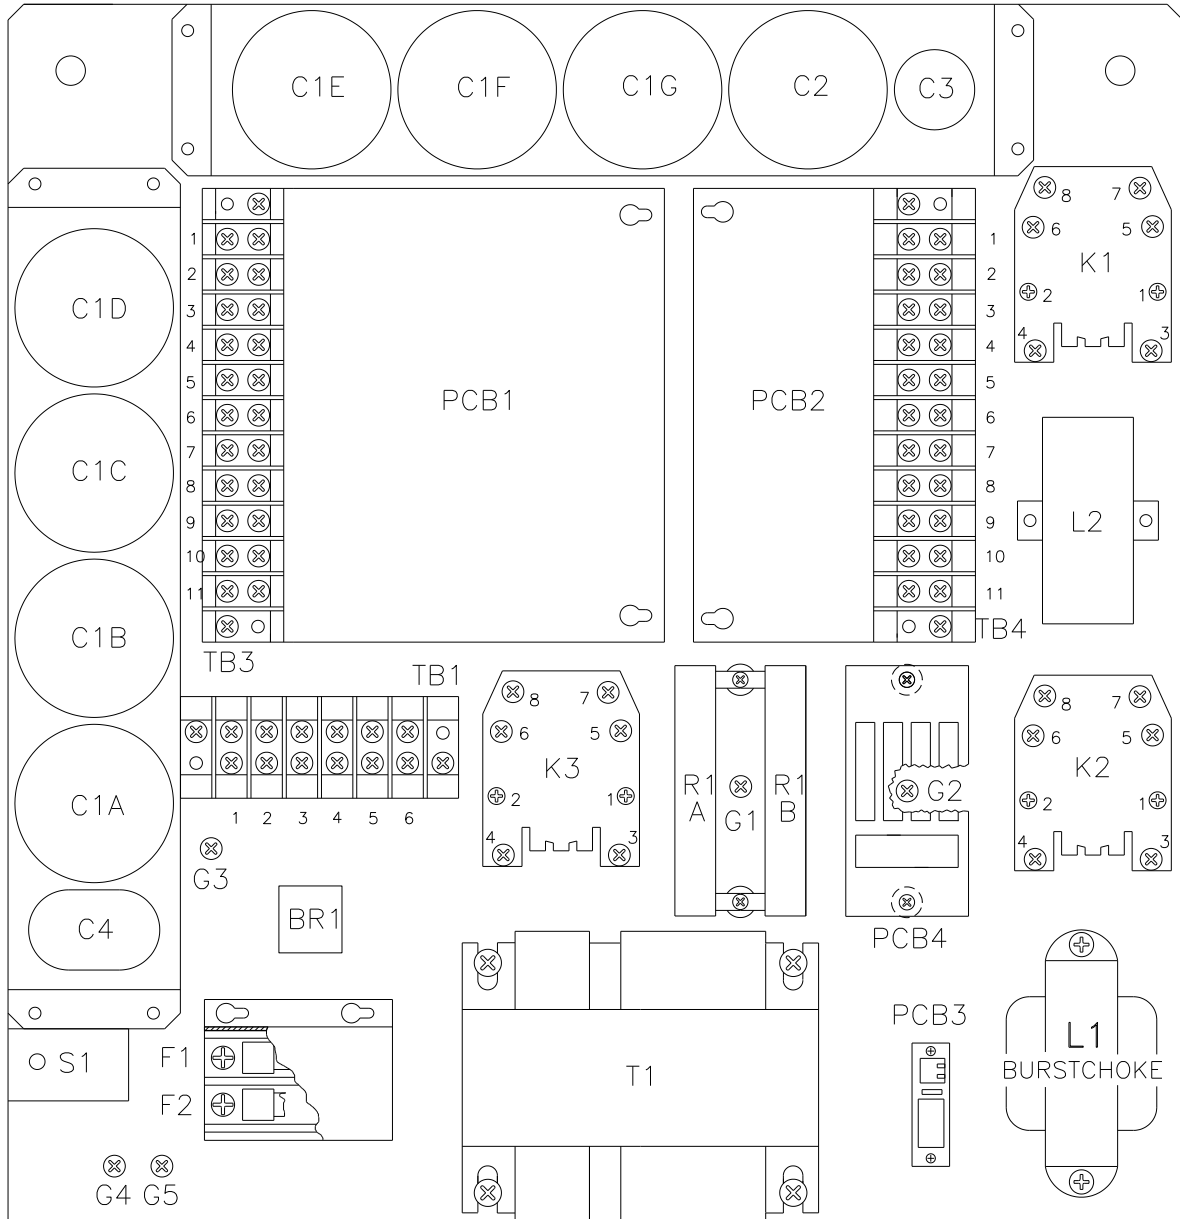 C1E C1F C1G C2 C3
8 7
6 5
K1
2 1
4 3
C1D
C1C
C1B
C1A
C4
1
2
3
4
5
6
7
8
9
10
11
TB3
PCB1
PCB2
1
2
3
4
5
6
7
8
9
10
11
TB4
L2
TB1
1 2 3 4 5 6
G3
BR1
8 7
6 5
K3
2 1
4 3
R1
A
G1
R1
B
G2
PCB4
8 7
6 5
K2
2 1
4 3
S1
F1
F2
G4 G5
T1
PCB3
L1
BURSTCHOKE